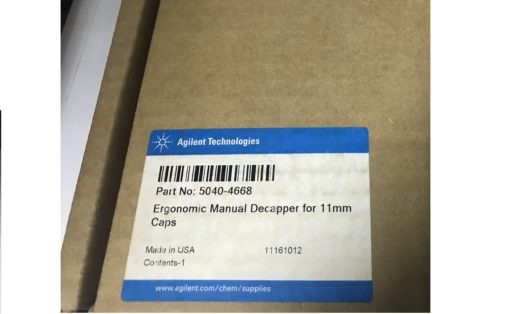 Agilent Technologies
Part No: 5040-4668
Ergonomic Manual Decapper for 11mm
Caps
Made in USA 11161012
Contents-1
www.agilent.com/chem/supplies